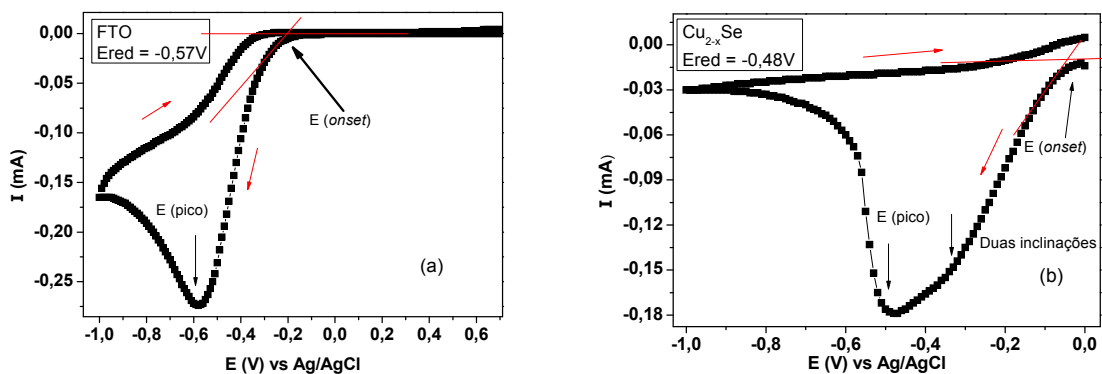 FTO
Ered = -0,57V
0,00
-0,05
-0,10
-0,15
-0,20
-0,25
I (mA)
E (onset)
E (pico)
(a)
-1,0 -0,8 -0,6 -0,4 -0,2 0,0 0,2 0,4 0,6
E (V) vs Ag/AgCl
Cu2-xSe
Ered = -0,48V
0,00
-0,03
-0,06
-0,09
-0,12
-0,15
-0,18
I (mA)
E (onset)
E (pico)
Duas inclinações
(b)
-1,0 -0,8 -0,6 -0,4 -0,2 0,0
E (V) vs Ag/AgCl